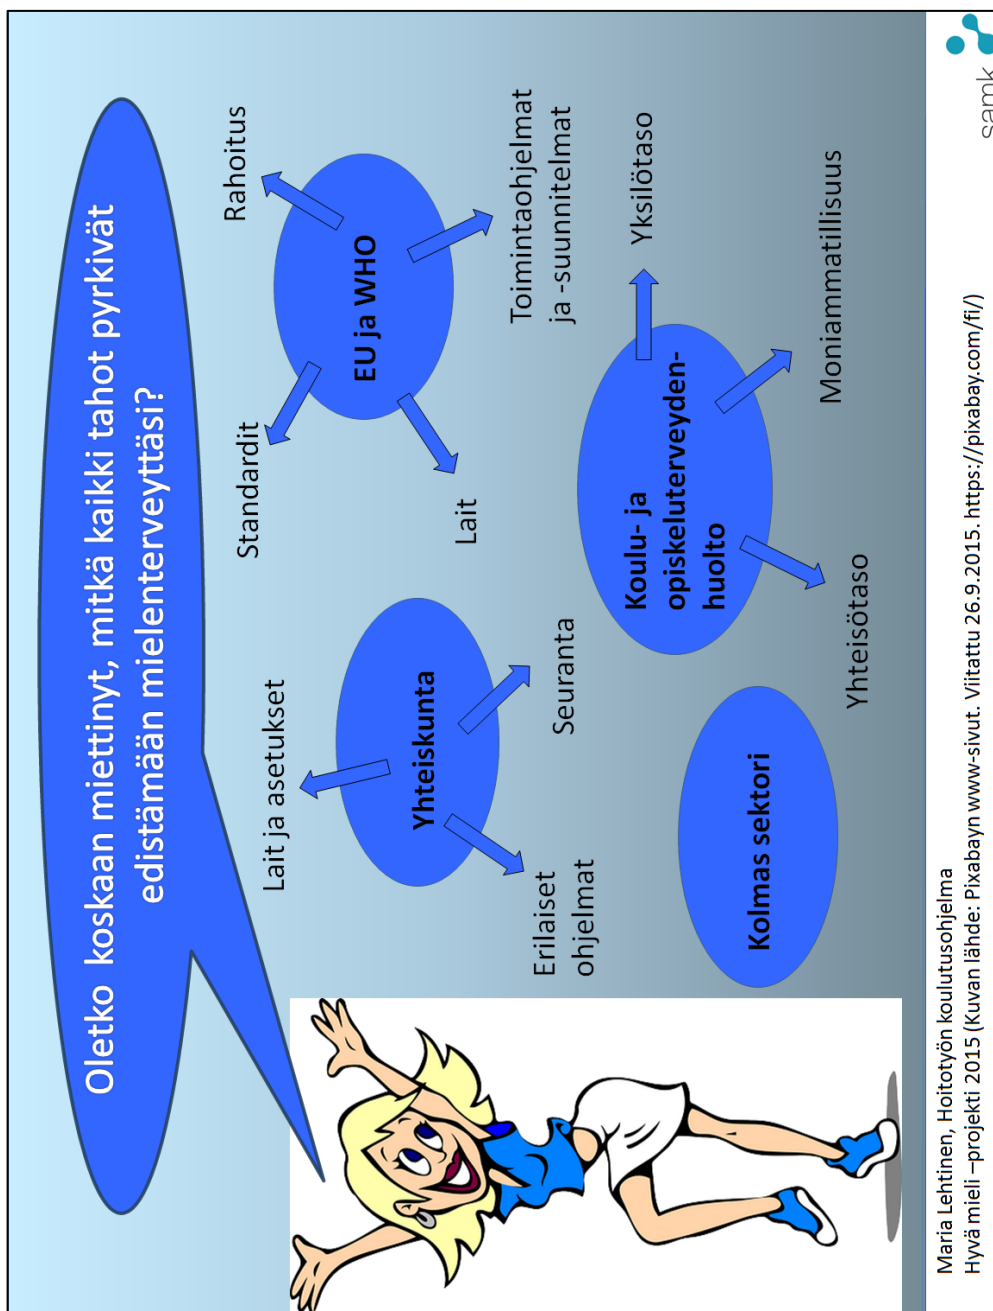 Oletko koskaan miettinyt, mitkä kaikki tahot pyrkivät
edistämään mielenterveyttäsi?
Lait ja asetukset
Yhteiskunta
Erilaiset
ohjelmat
Seuranta
Standardit
Rahoitus
EU ja WHO
Lait
Toimintaohjelmat
ja -suunnitelmat
Kolmas sektori
Koulu- ja
opiskeluterveyden-
huolto
Yksilötaso
Yhteisötaso
Moniammatillisuus
Maria Lehtinen, Hoitotyön koulutusohjelma
Hyvä mieli –projekti 2015 (Kuvan lähde: Pixabayn www-sivut. Viitattu 26.9.2015. https://pixabay.com/fi/)
samk